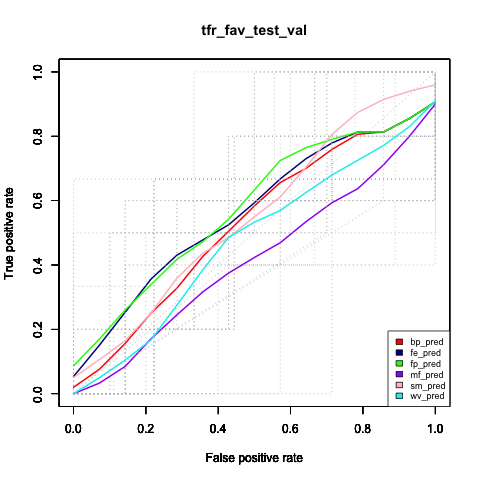 tfr_fav_test_val
True positive rate
1.0
0.8
0.6
0.4
0.2
0.0
bp_pred
fe_pred
fp_pred
mf_pred
sm_pred
wv_pred
0.0 0.2 0.4 0.6 0.8 1.0
False positive rate